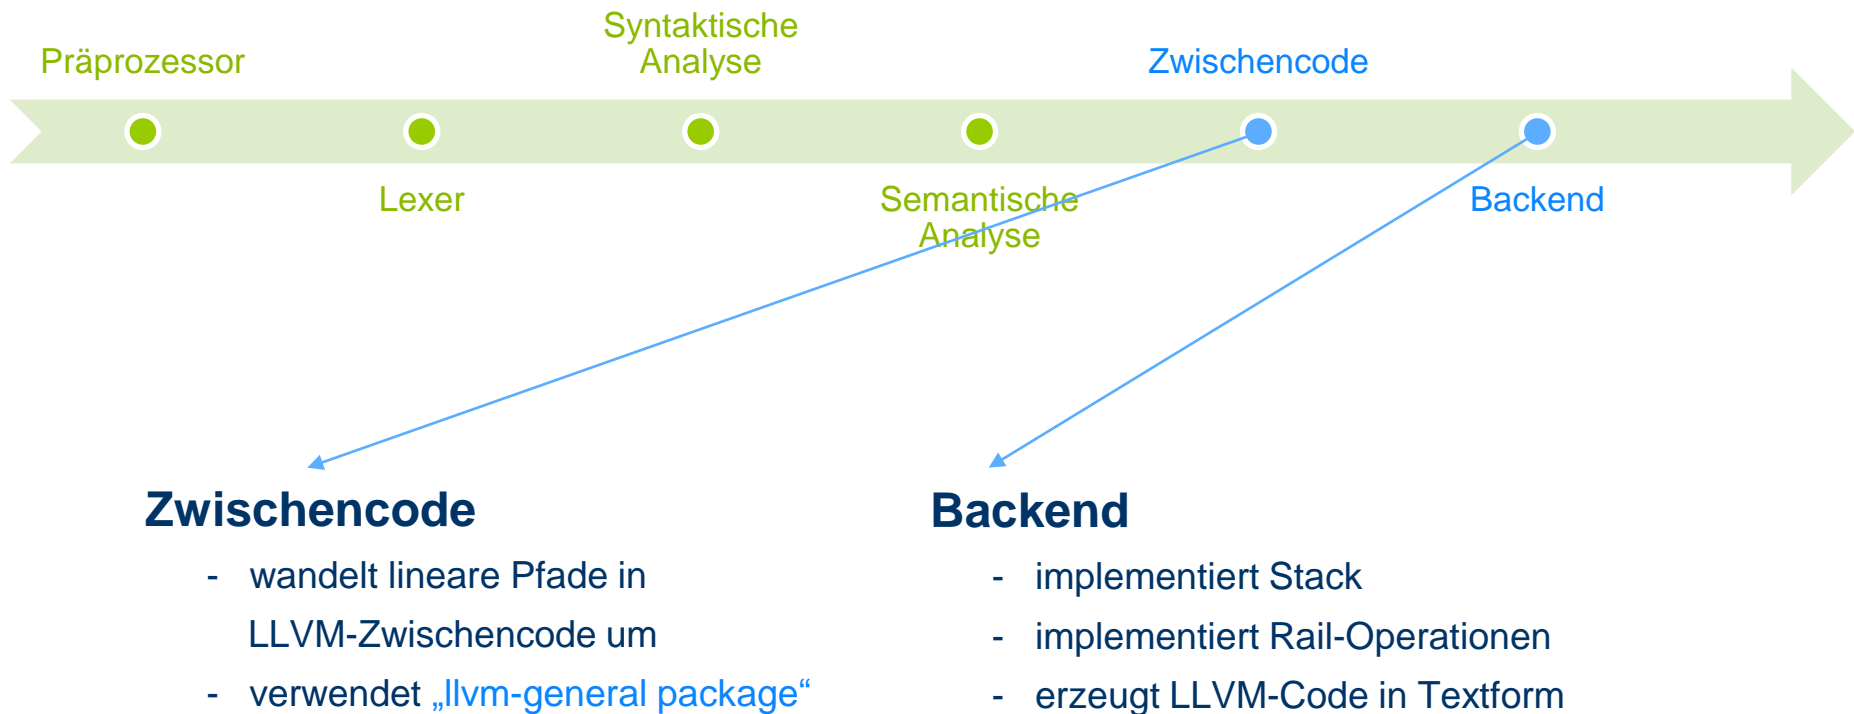 Präprozessor
Syntaktische
Analyse
Zwischencode
Lexer
Semantische
Analyse
Backend
Zwischencode
- wandelt lineare Pfade in
LLVM-Zwischencode um
- verwendet „llvm-general package“
Backend
- implementiert Stack
- implementiert Rail-Operationen
- erzeugt LLVM-Code in Textform